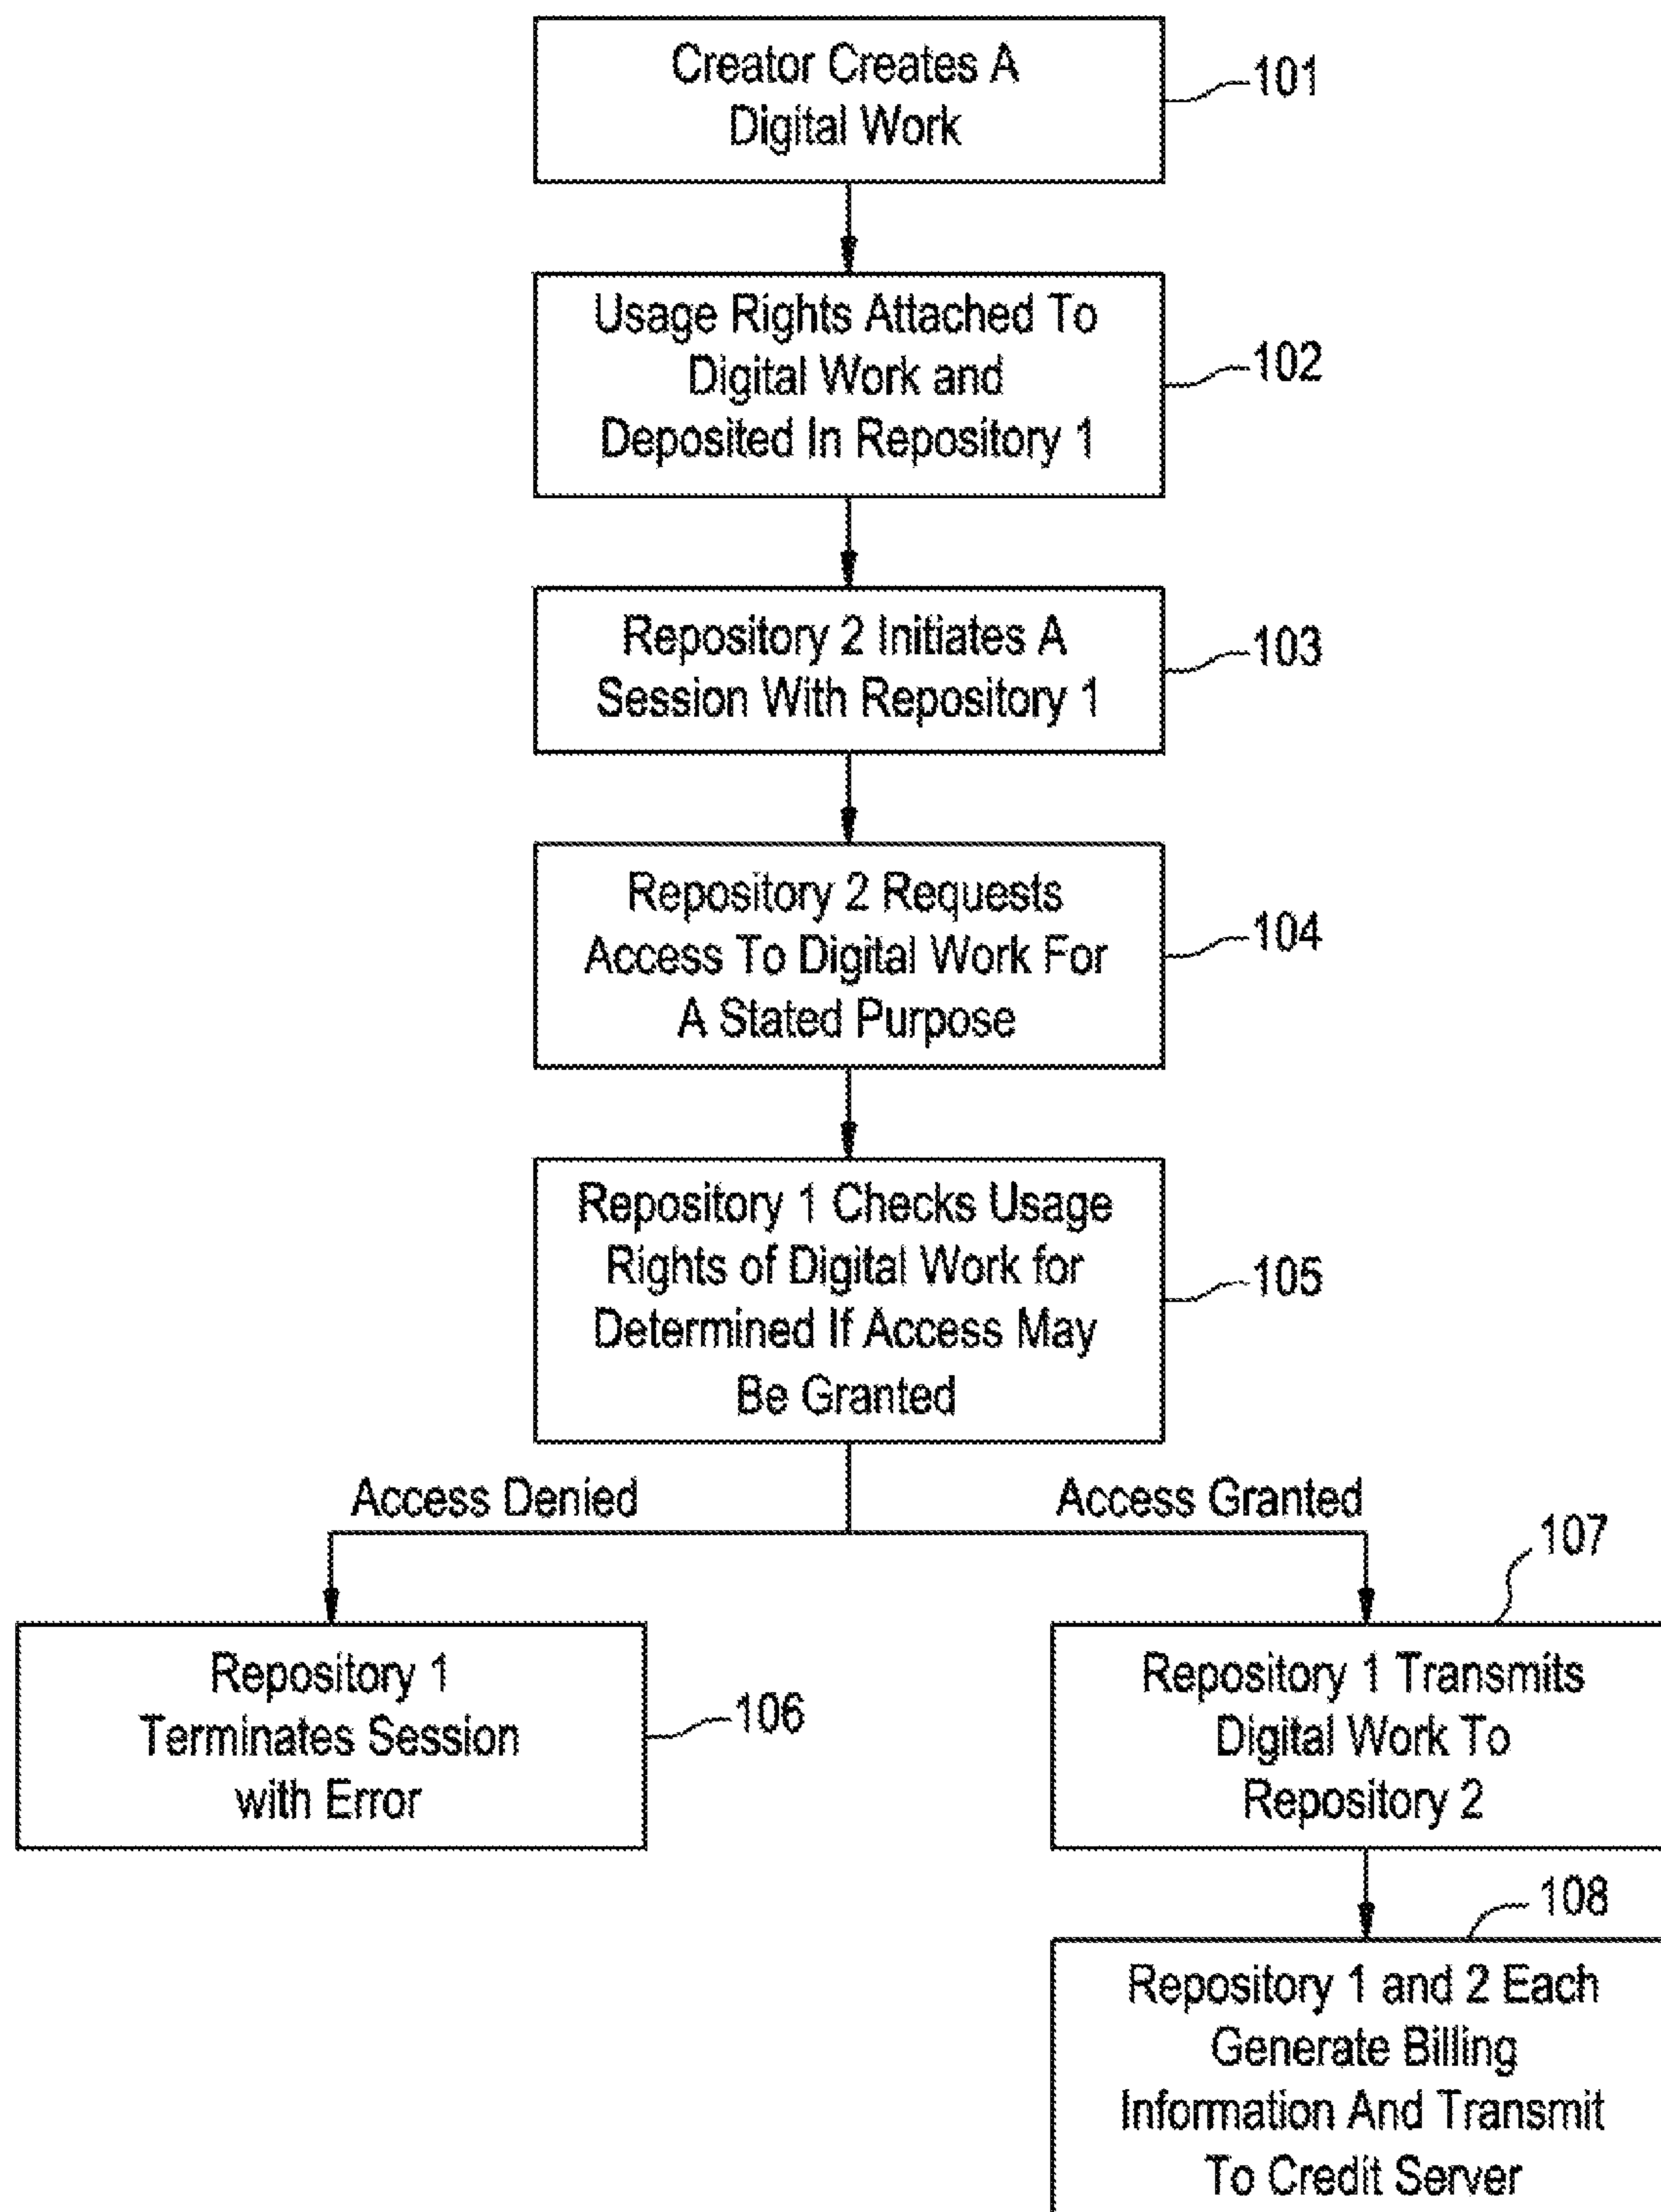 Creator Creates A
Digital Work
101
Usage Rights Attached To
Digital Work and
Deposited In Repository 1
102
Repository 2 Initiates A
Session With Repository 1
103
Repository 2 Requests
Access To Digital Work For
A Stated Purpose
104
Repository 1 Checks Usage
Rights of Digital Work for
Determined If Access May
Be Granted
105
Access Denied
Access Granted
Repository 1
Terminates Session
with Error
106
107
Repository 1 Transmits
Digital Work To
Repository 2
108
Repository 1 and 2 Each
Generate Billing
Information And Transmit
To Credit Server